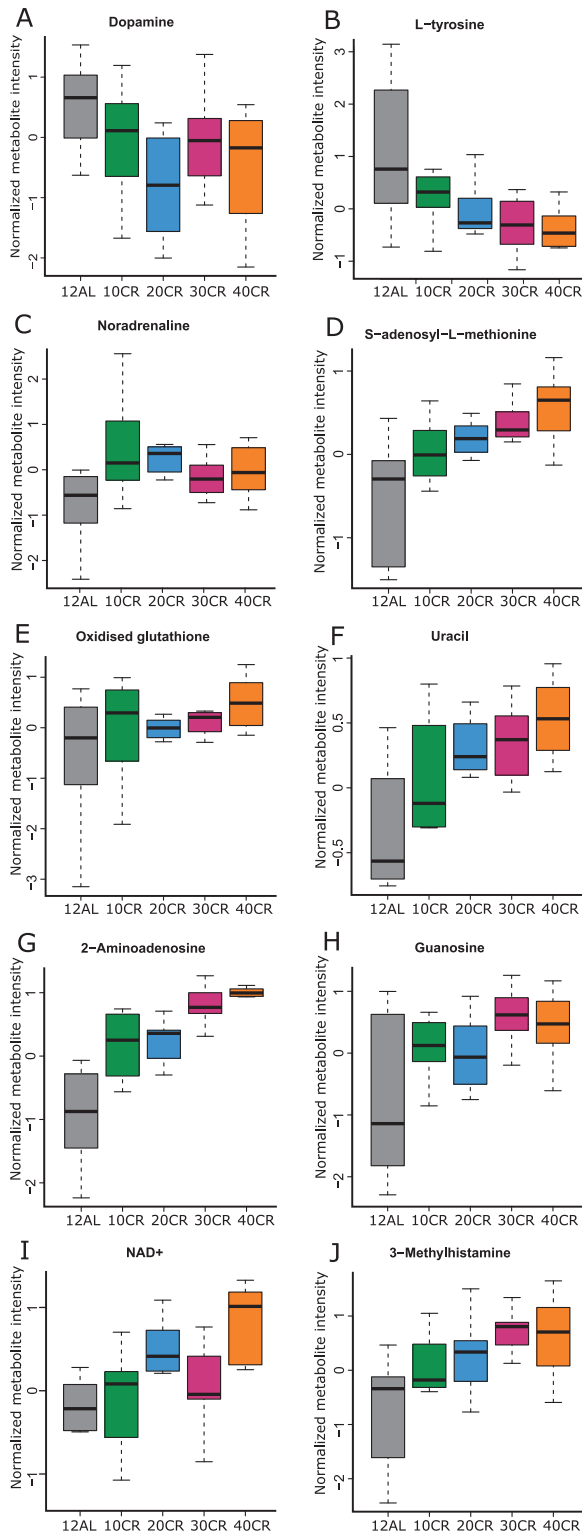 A
Dopamine
Normalized metabolite intensity
1
0
-1
-2
12AL 10CR 20CR 30CR 40CR
B
L-tyrosine
Normalized metabolite intensity
3
2
1
0
-1
12AL 10CR 20CR 30CR 40CR
C
Noradrenaline
Normalized metabolite intensity
2
1
0
-1
-2
12AL 10CR 20CR 30CR 40CR
D
S-adenosyl-L-methionine
Normalized metabolite intensity
1
0
-1
12AL 10CR 20CR 30CR 40CR
E
Oxidised glutathione
Normalized metabolite intensity
1
0
-1
-2
-3
12AL 10CR 20CR 30CR 40CR
F
Uracil
Normalized metabolite intensity
1
0.5
0
-0.5
12AL 10CR 20CR 30CR 40CR
G
2-Aminoadenosine
Normalized metabolite intensity
1
0
-1
-2
12AL 10CR 20CR 30CR 40CR
H
Guanosine
Normalized metabolite intensity
1
0
-1
-2
12AL 10CR 20CR 30CR 40CR
I
NAD+
Normalized metabolite intensity
1
0
-1
12AL 10CR 20CR 30CR 40CR
J
3-Methylhistamine
Normalized metabolite intensity
1
0
-1
-2
12AL 10CR 20CR 30CR 40CR